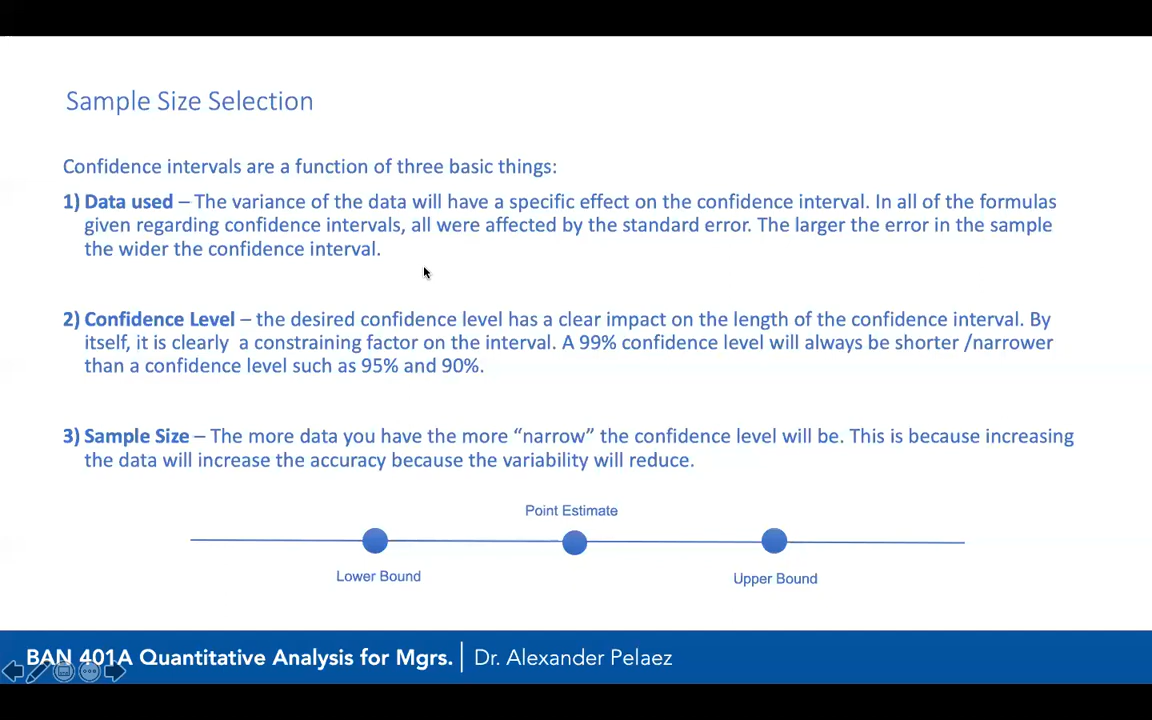 Sample Size Selection
Confidence intervals are a function of three basic things:
1) Data used – The variance of the data will have a specific effect on the confidence interval. In all of the formulas
given regarding confidence intervals, all were affected by the standard error. The larger the error in the sample
the wider the confidence interval.
2) Confidence Level – the desired confidence level has a clear impact on the length of the confidence interval. By
itself, it is clearly a constraining factor on the interval. A 99% confidence level will always be shorter /narrower
than a confidence level such as 95% and 90%.
3) Sample Size – The more data you have the more “narrow” the confidence level will be. This is because increasing
the data will increase the accuracy because the variability will reduce.
Point Estimate
Lower Bound
Upper Bound
BAN 401A Quantitative Analysis for Mgrs. | Dr. Alexander Pelaez